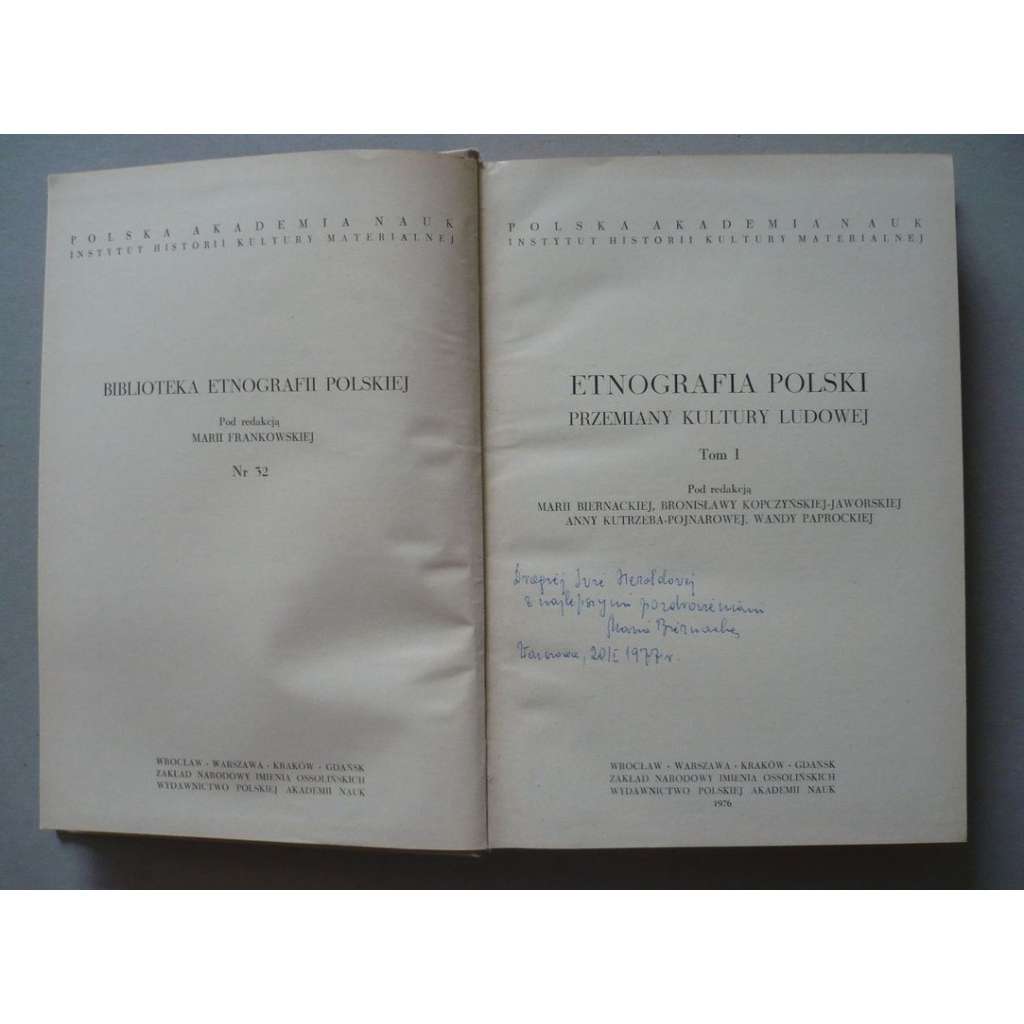 POLSKA AKADEMIA NAUK
INSTYTUT HISTORII KULTURY MATERIALNEJ
BIBLIOTEKA ETNOGRAFII POLSKIEJ
Pod redakcją
MARII FRANKOWSKIEJ
Nr 32
WROCŁAW · WARSZAWA · KRAKÓW · GDAŃSK
ZAKŁAD NARODOWY IMIENIA OSSOLIŃSKICH
WYDAWNICTWO POLSKIEJ AKADEMII NAUK
POLSKA AKADEMIA NAUK
INSTYTUT HISTORII KULTURY MATERIALNEJ
ETNOGRAFIA POLSKI
PRZEMIANY KULTURY LUDOWEJ
Tom I
Pod redakcją
MARII BIERNACKIEJ, BRONISŁAWY KOPCZYŃSKIEJ-JAWORSKIEJ
ANNY KUTRZEBA-POJNAROWEJ, WANDY PAPROCKIEJ
Drogiej Heroldovej
z najlepszymi pozdrowieniami
Maria Biernacka
Warszawa, 20/I 1977 r.
WROCŁAW · WARSZAWA · KRAKÓW · GDAŃSK
ZAKŁAD NARODOWY IMIENIA OSSOLIŃSKICH
WYDAWNICTWO POLSKIEJ AKADEMII NAUK
1976